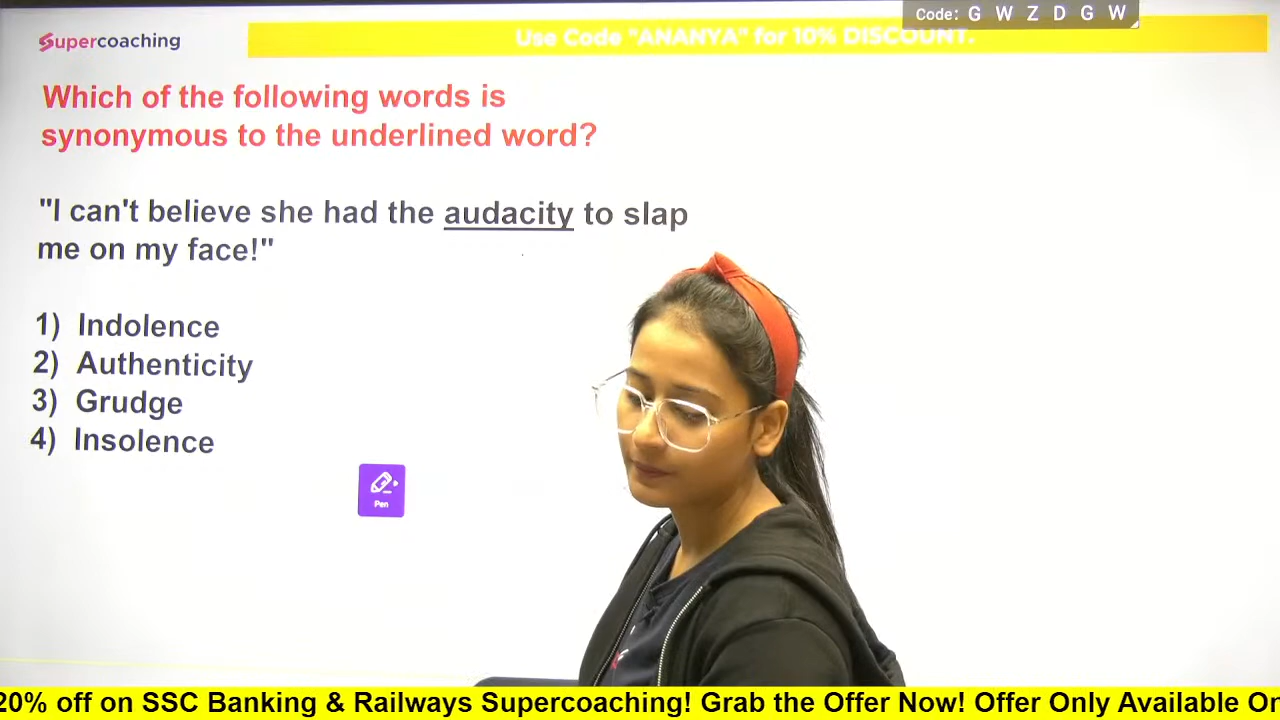 Code: G W Z D G W
Supercoaching
Use Code "ANANYA" for 10% DISCOUNT.
Which of the following words is
synonymous to the underlined word?
"I can't believe she had the audacity to slap
me on my face!"
1) Indolence
2) Authenticity
3) Grudge
4) Insolence
Pen
20% off on SSC Banking & Railways Supercoaching! Grab the Offer Now! Offer Only Available